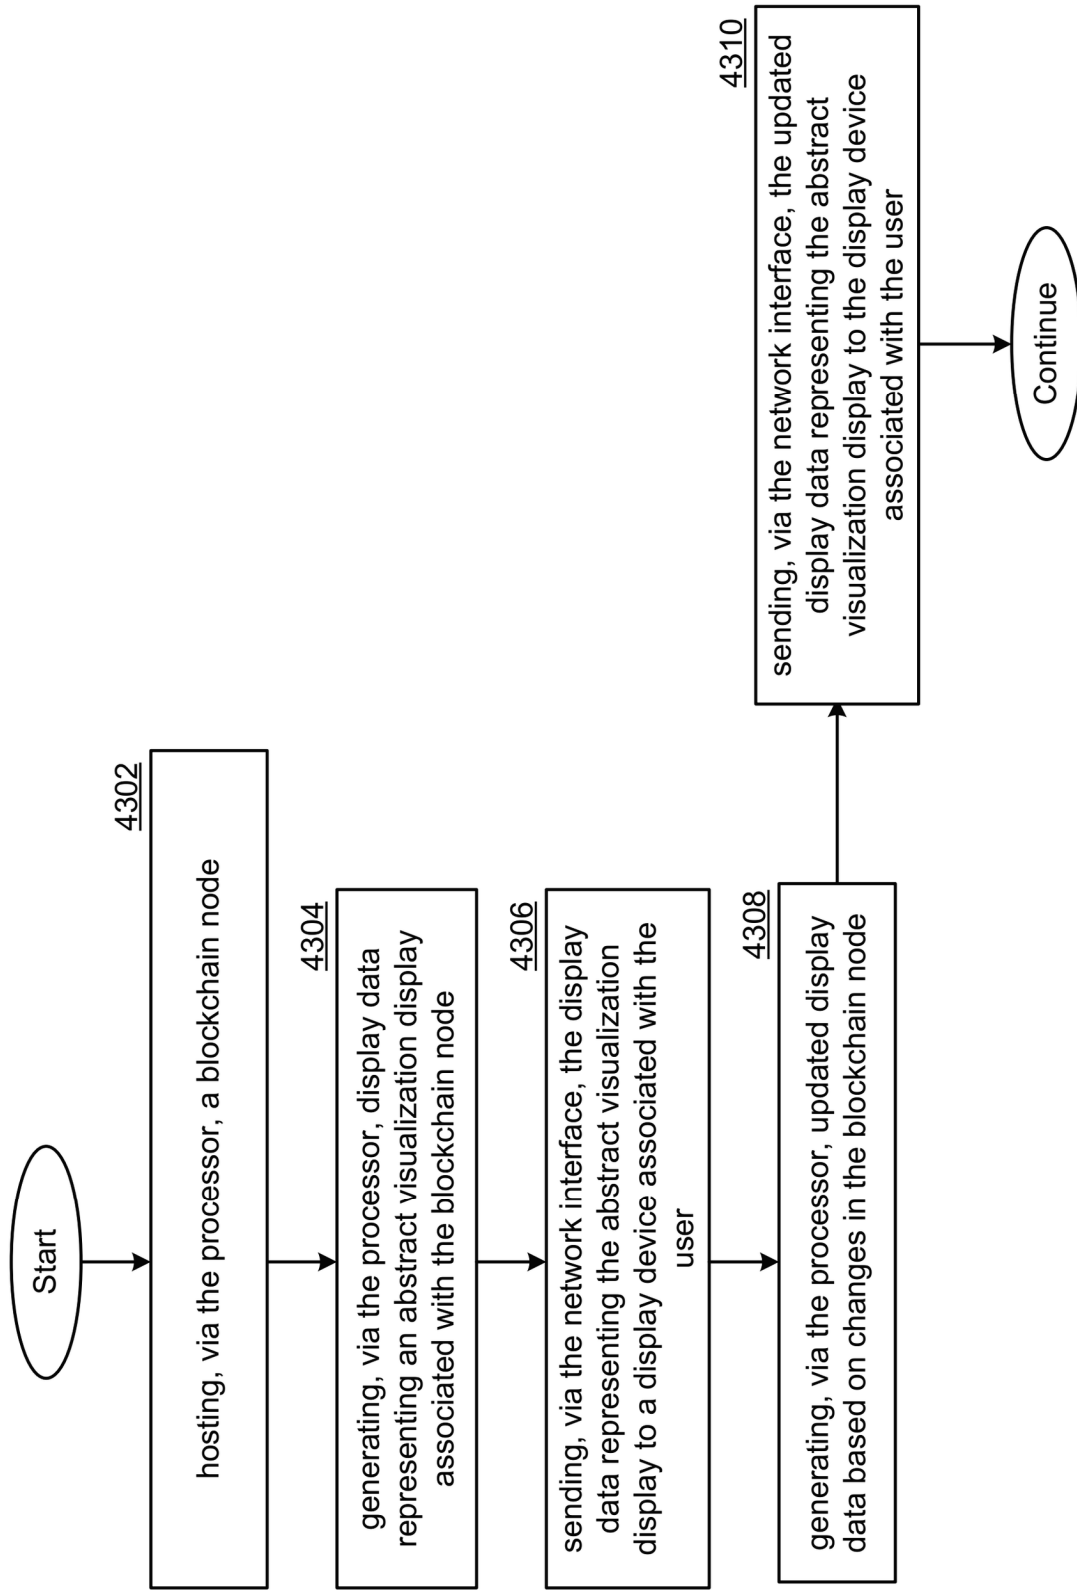 Start
4302
hosting, via the processor, a blockchain node
4304
generating, via the processor, display data
representing an abstract visualization display
associated with the blockchain node
4306
sending, via the network interface, the display
data representing the abstract visualization
display to a display device associated with the
user
4308
generating, via the processor, updated display
data based on changes in the blockchain node
4310
sending, via the network interface, the updated
display data representing the abstract
visualization display to the display device
associated with the user
Continue